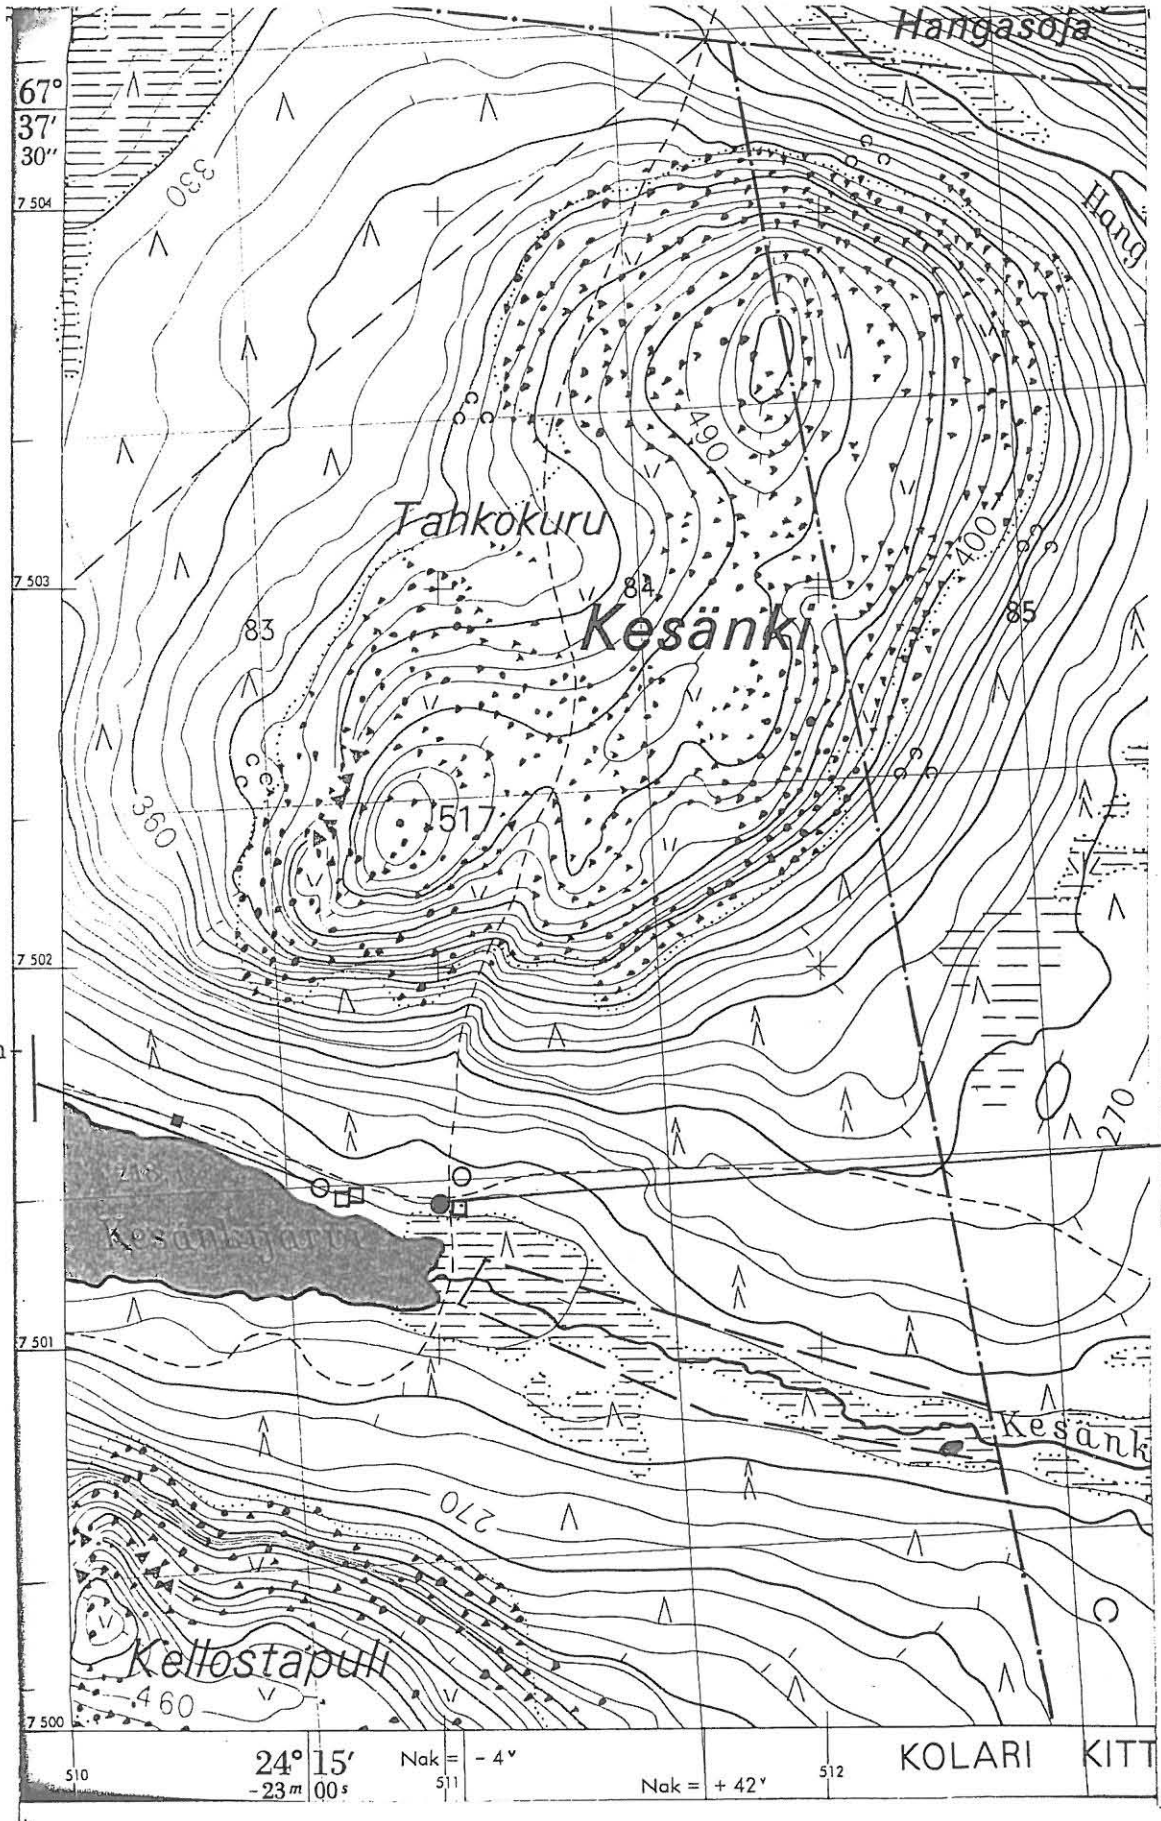 Hangasoja
67°
37'
30"
330
7 504
Hang
490
Tahkokuru
400
7 503
84
85
83
Kesänki
360
517
7 502
270
Kesänkijärvi
7 501
Kesänk
270
Kellostapuli
460
7 500
24° 15' Nak = - 4ᵛ KOLARI KITT
510 -23ᵐ 00ˢ 511 Nak = + 42ᵛ 512